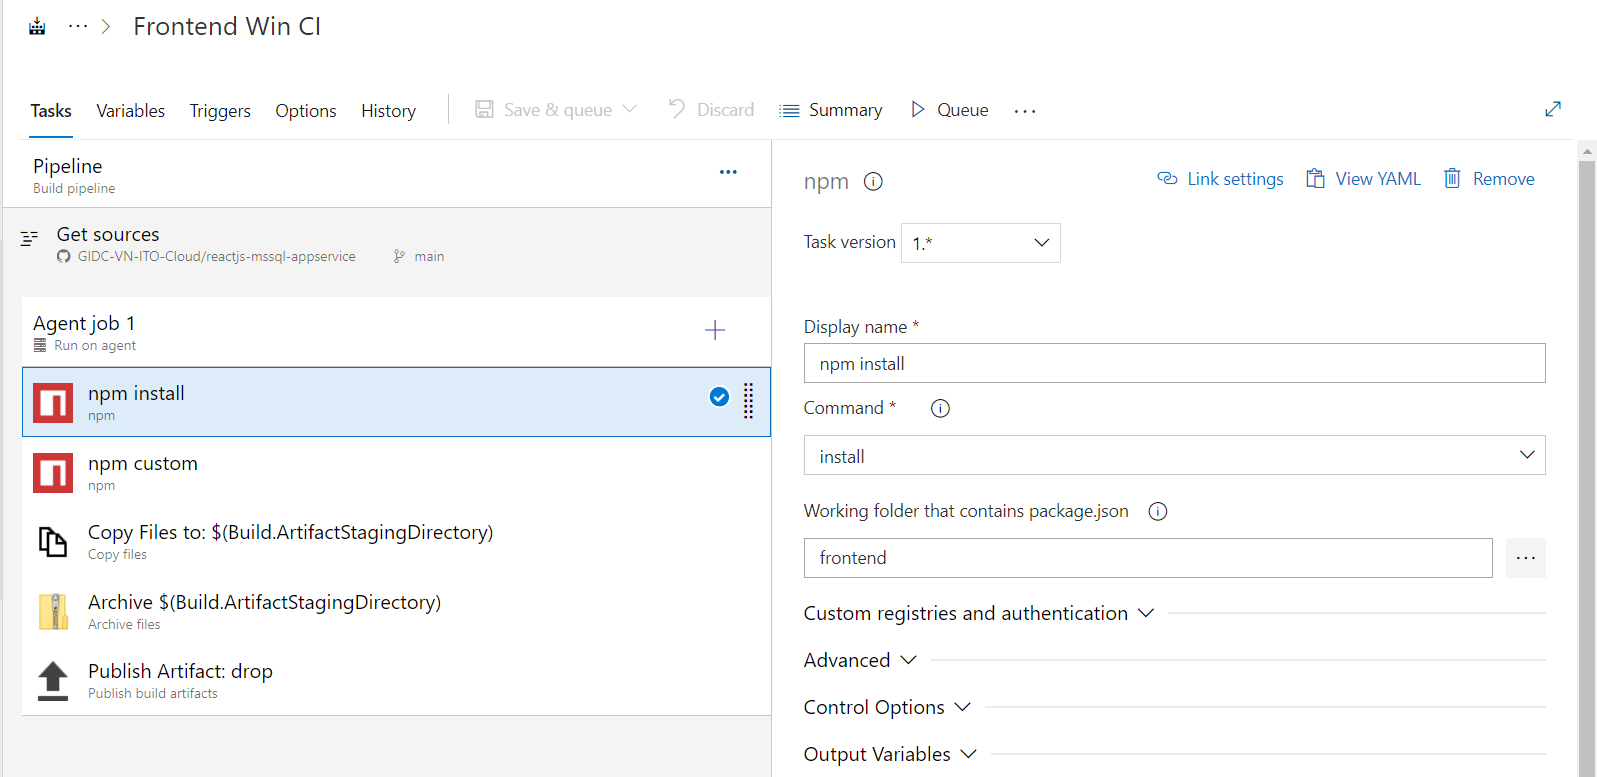 ··· > Frontend Win CI
Tasks Variables Triggers Options History Save & queue Discard Summary Queue ···
Pipeline
Build pipeline
···
Get sources
GIDC-VN-ITO-Cloud/reactjs-mssql-appservice main
Agent job 1
Run on agent
npm install
npm
npm custom
npm
Copy Files to: $(Build.ArtifactStagingDirectory)
Copy files
Archive $(Build.ArtifactStagingDirectory)
Archive files
Publish Artifact: drop
Publish build artifacts
npm Link settings View YAML Remove
Task version 1.*
Display name *
npm install
Command *
install
Working folder that contains package.json
frontend ···
Custom registries and authentication
Advanced
Control Options
Output Variables